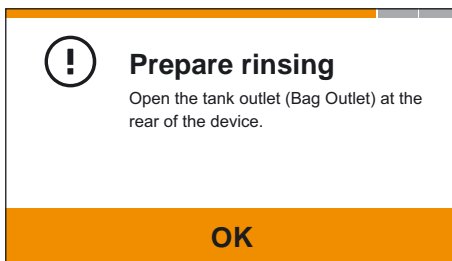 Prepare rinsing
Open the tank outlet (Bag Outlet) at the
rear of the device.
OK